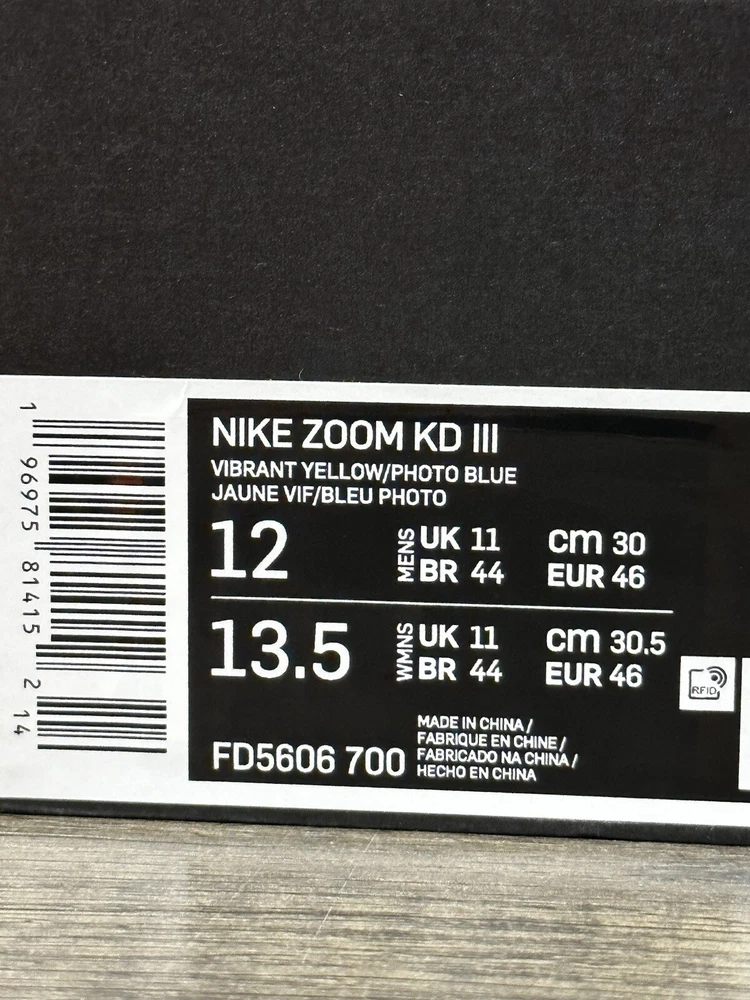 1 96975 81415 2 14
NIKE ZOOM KD III
VIBRANT YELLOW/PHOTO BLUE
JAUNE VIF/BLEU PHOTO
12 MENS UK 11 cm 30
BR 44 EUR 46
13.5 WMNS UK 11 cm 30.5
BR 44 EUR 46
RFID
FD5606 700
MADE IN CHINA /
FABRIQUE EN CHINE /
FABRICADO NA CHINA /
HECHO EN CHINA